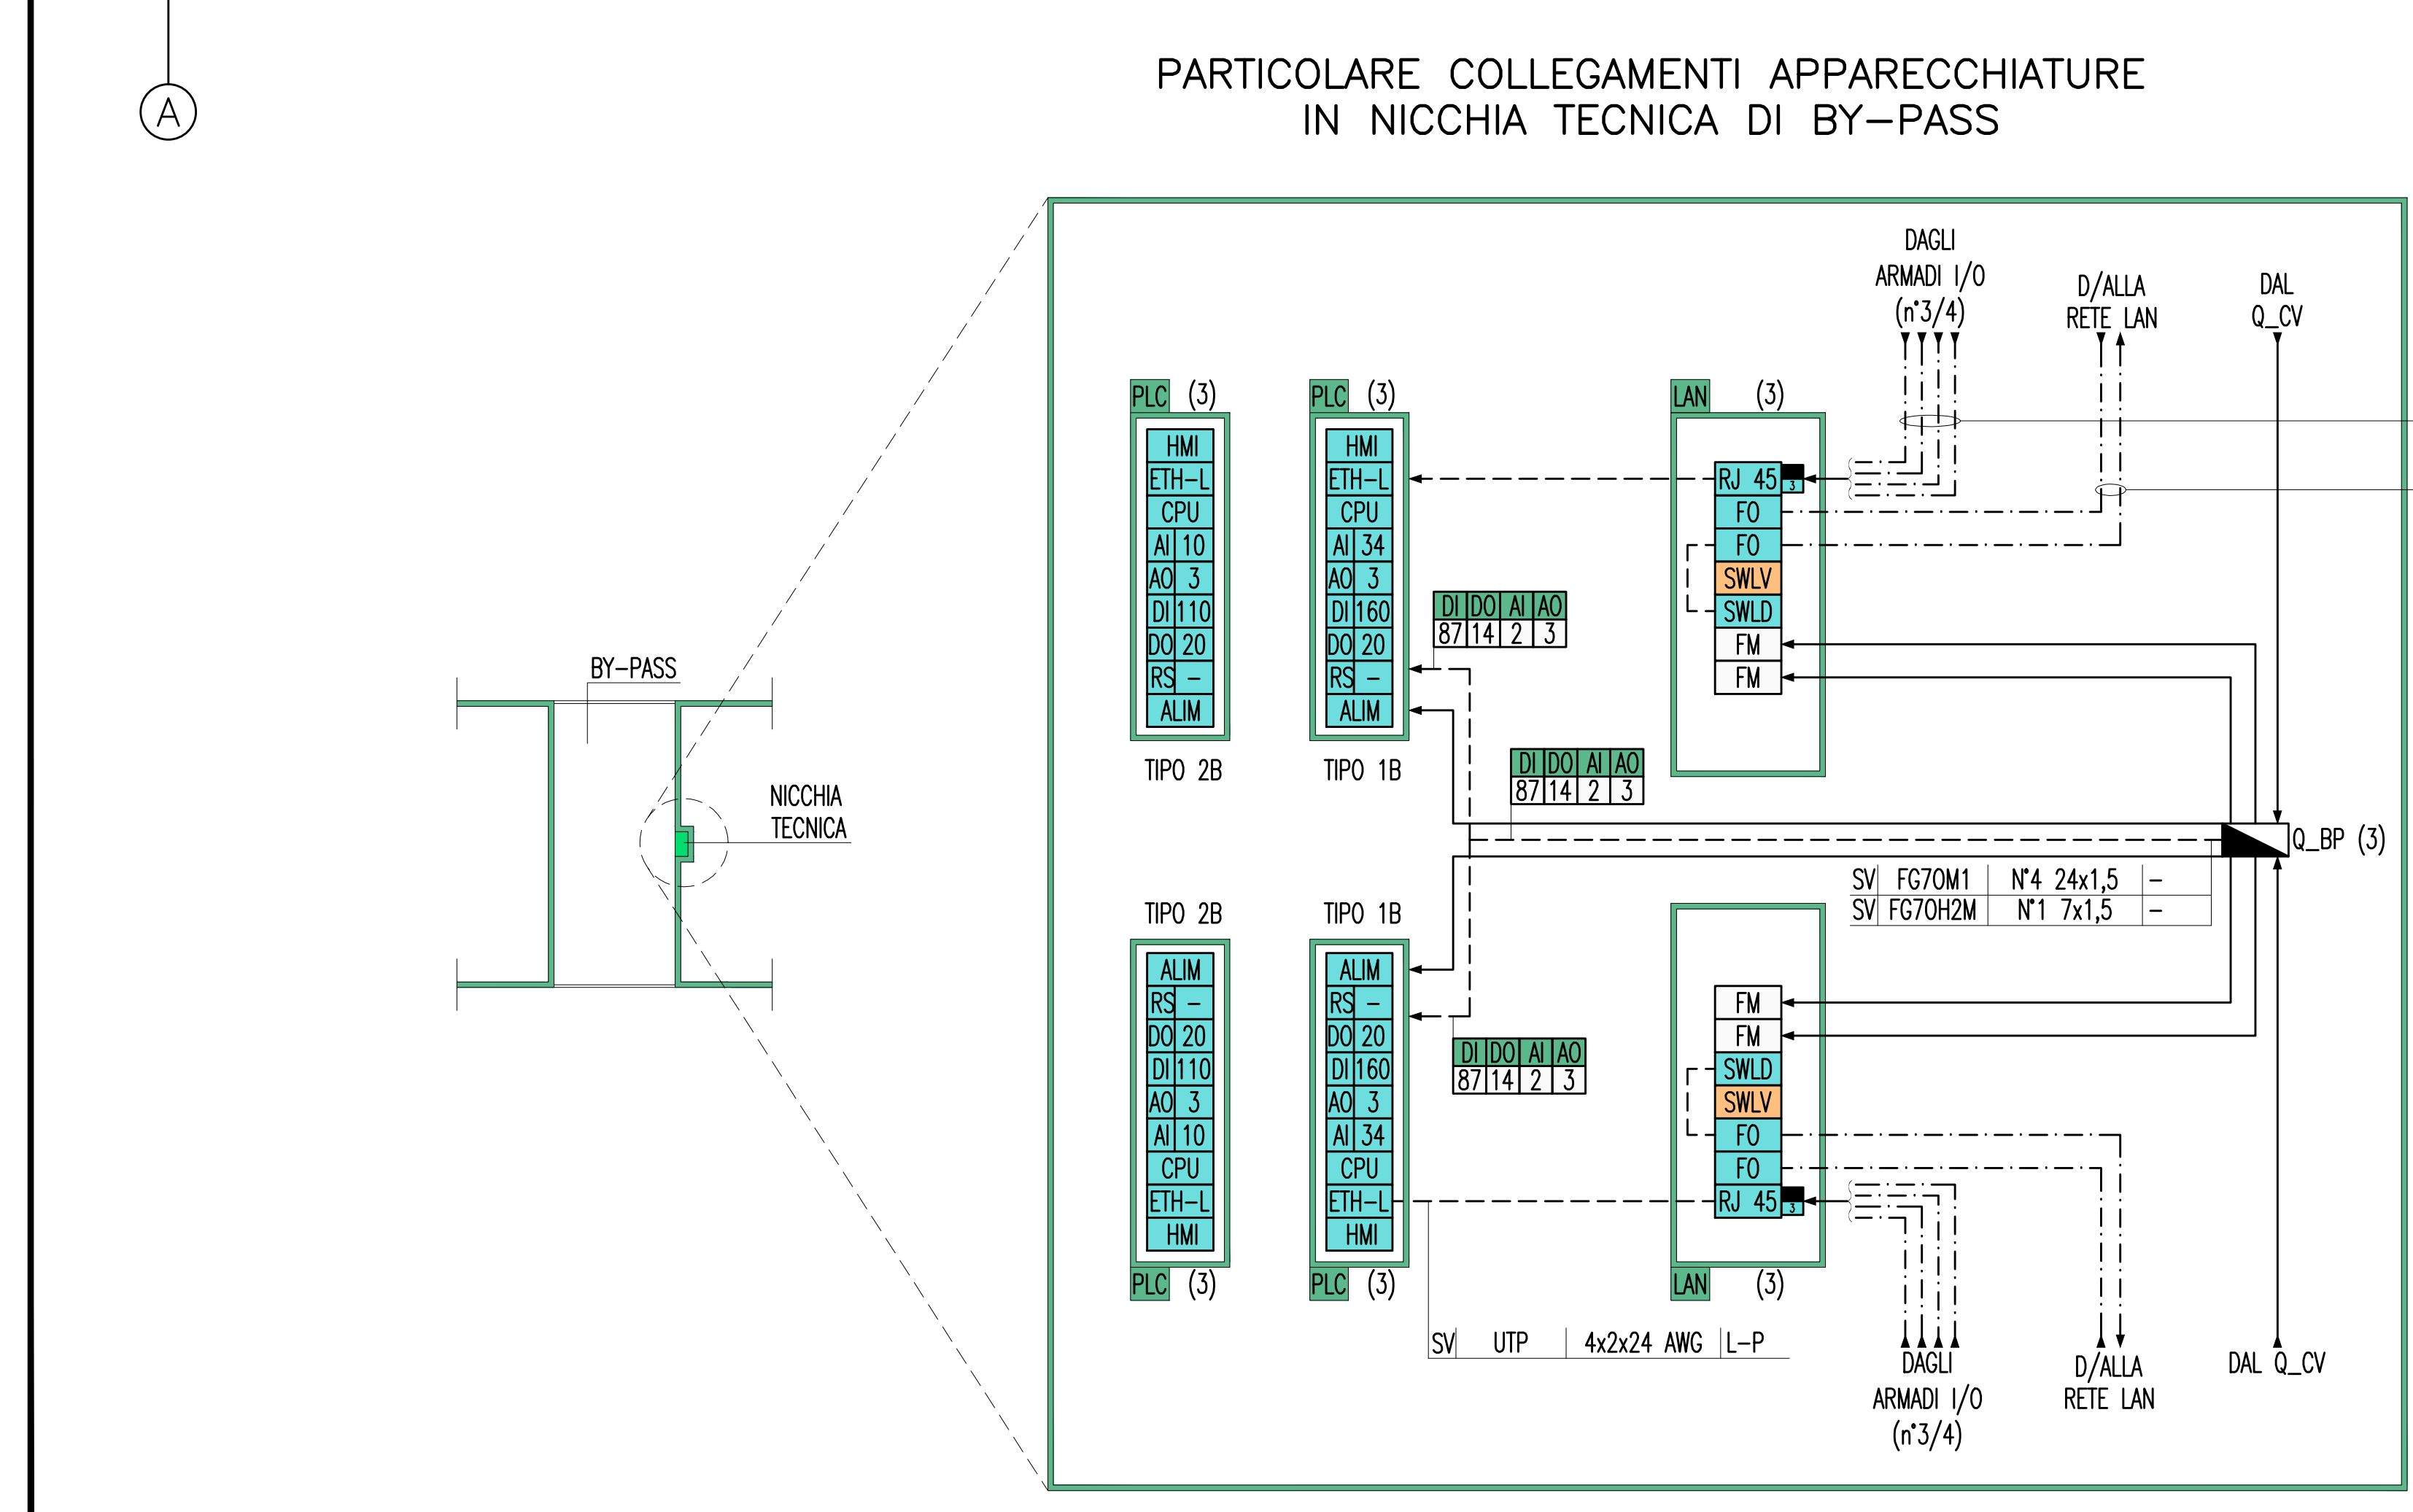 A
PARTICOLARE COLLEGAMENTI APPARECCHIATURE
IN NICCHIA TECNICA DI BY-PASS
DAGLI
ARMADI I/O
(n°3/4)
D/ALLA
RETE LAN
DAL
Q_CV
PLC (3)
HMI
ETH-L
CPU
AI 10
AO 3
DI 110
DO 20
RS -
ALIM
TIPO 2B
PLC (3)
HMI
ETH-L
CPU
AI 34
AO 3
DI 160
DO 20
RS -
ALIM
TIPO 1B
LAN (3)
RJ 45 3
FO
FO
SWLV
SWLD
FM
FM
DI DO AI AO
87 14 2 3
DI DO AI AO
87 14 2 3
BY-PASS
NICCHIA
TECNICA
Q_BP (3)
SV FG7OM1 N°4 24x1,5 -
SV FG7OH2M N°1 7x1,5 -
TIPO 2B
ALIM
RS -
DO 20
DI 110
AO 3
AI 10
CPU
ETH-L
HMI
PLC (3)
TIPO 1B
ALIM
RS -
DO 20
DI 160
AO 3
AI 34
CPU
ETH-L
HMI
PLC (3)
DI DO AI AO
87 14 2 3
FM
FM
SWLD
SWLV
FO
FO
RJ 45 3
LAN (3)
SV UTP 4x2x24 AWG L-P
DAGLI
ARMADI I/O
(n°3/4)
D/ALLA
RETE LAN
DAL Q_CV